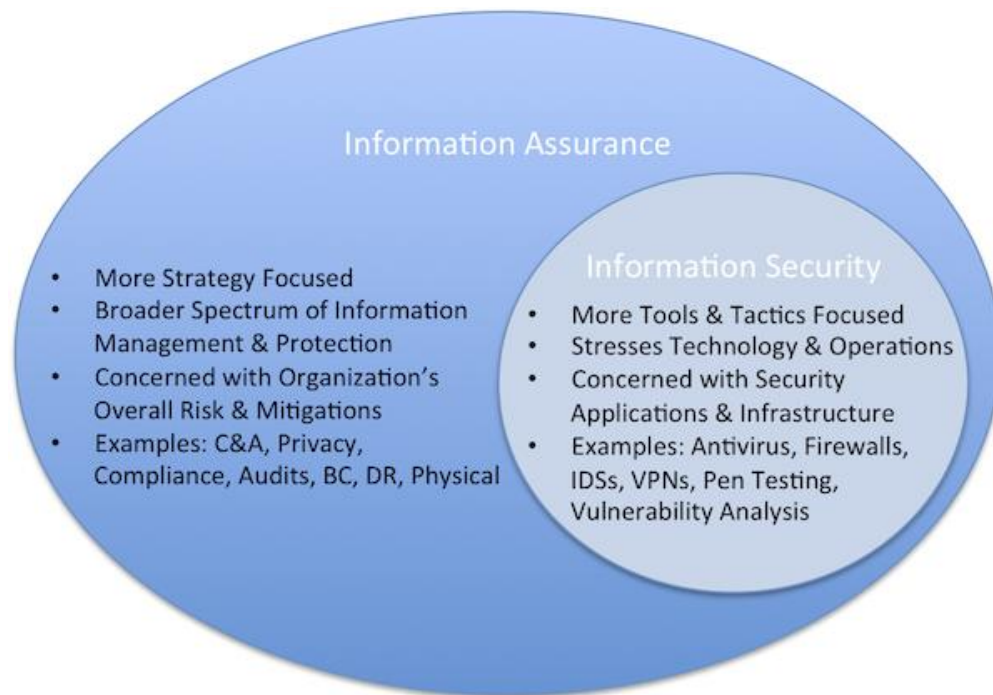 Information Assurance
• More Strategy Focused
• Broader Spectrum of Information
Management & Protection
• Concerned with Organization's
Overall Risk & Mitigations
• Examples: C&A, Privacy,
Compliance, Audits, BC, DR, Physical
Information Security
• More Tools & Tactics Focused
• Stresses Technology & Operations
• Concerned with Security
Applications & Infrastructure
• Examples: Antivirus, Firewalls,
IDSs, VPNs, Pen Testing,
Vulnerability Analysis